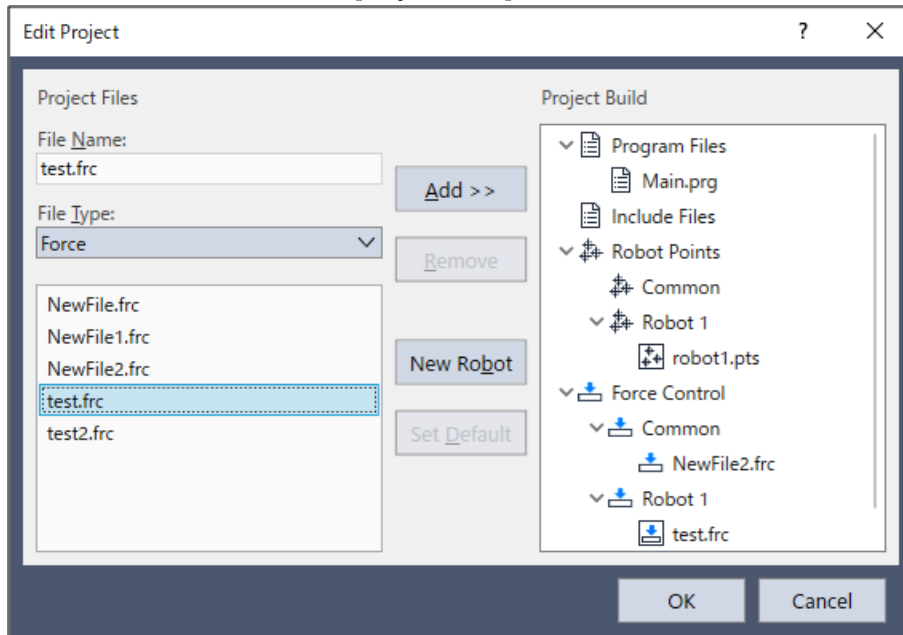 Edit Project
?
Project Files
File Name:
test.frc
File Type:
Force
NewFile.frc
NewFile1.frc
NewFile2.frc
test.frc
test2.frc
Add >>
Remove
New Robot
Set Default
Project Build
Program Files
Main.prg
Include Files
Robot Points
Common
Robot 1
robot1.pts
Force Control
Common
NewFile2.frc
Robot 1
test.frc
OK
Cancel